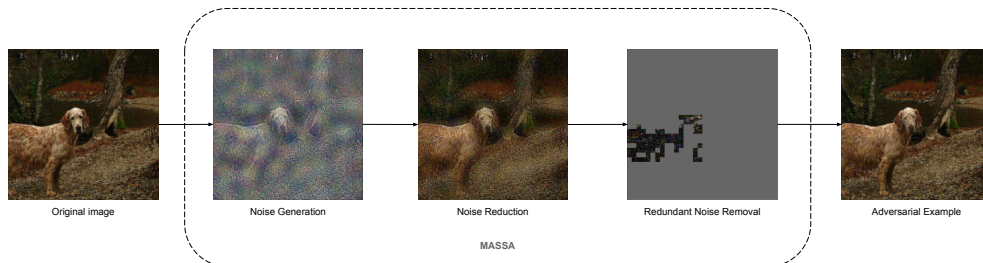 Original image
Noise Generation
Noise Reduction
Redundant Noise Removal
Adversarial Example
MASSA